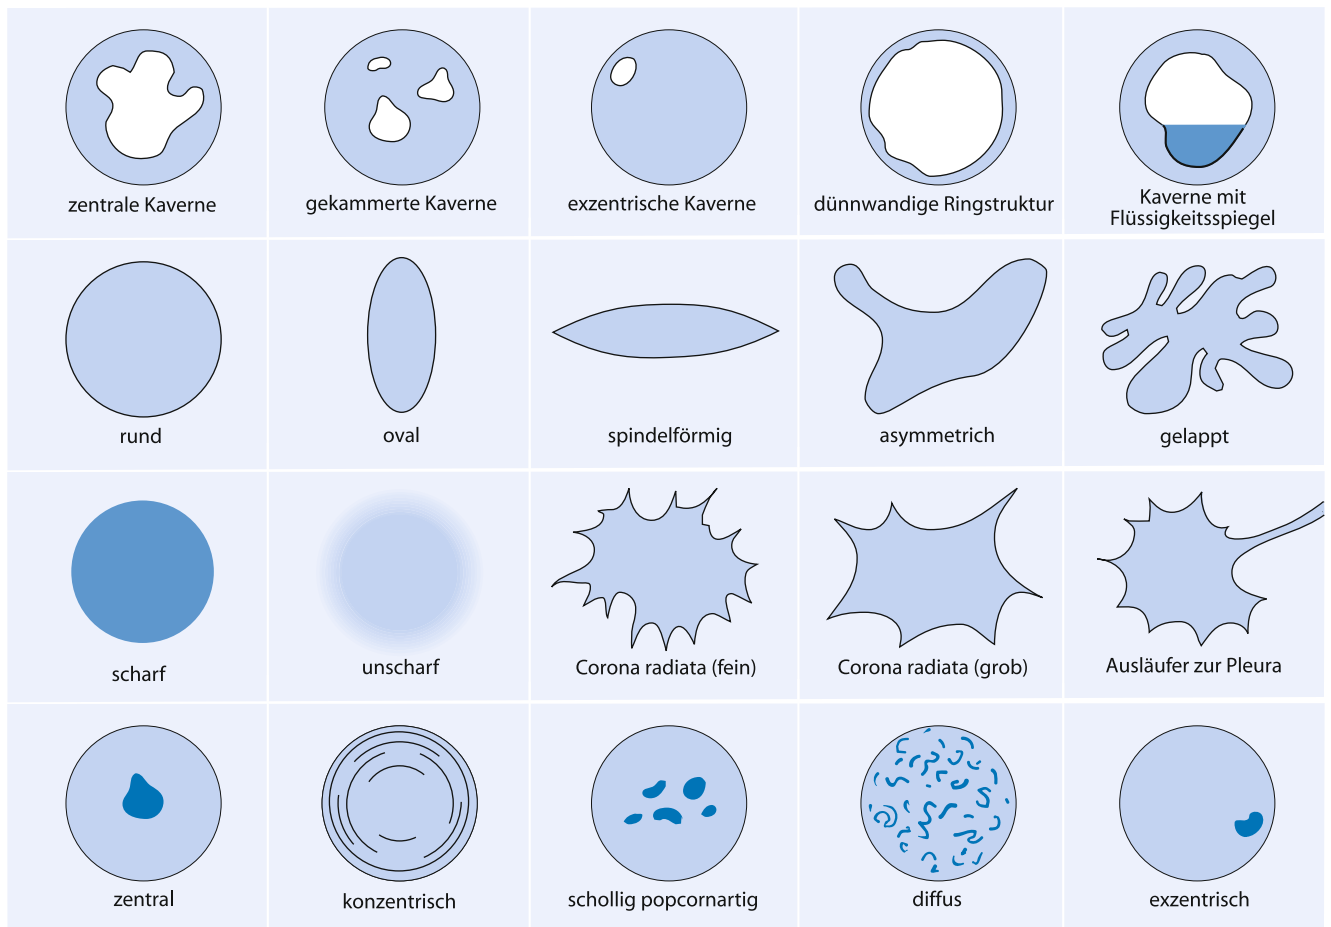 zentrale Kaverne
gekammerte Kaverne
exzentrische Kaverne
dünnwandige Ringstruktur
Kaverne mit
Flüssigkeitsspiegel
rund
oval
spindelförmig
asymmetrich
gelappt
scharf
unscharf
Corona radiata (fein)
Corona radiata (grob)
Ausläufer zur Pleura
zentral
konzentrisch
schollig popcornartig
diffus
exzentrisch